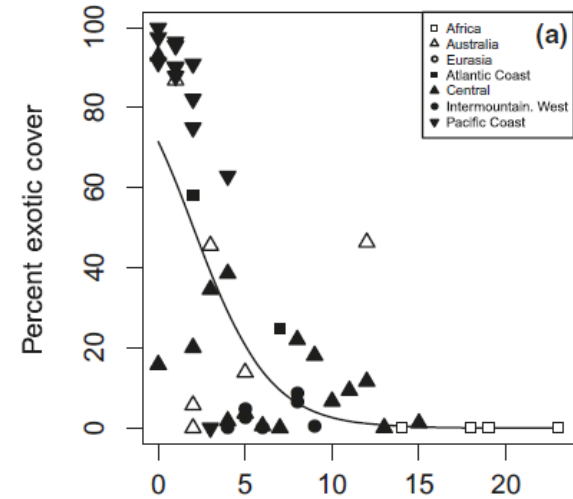 (a)
Africa
Australia
Eurasia
Atlantic Coast
Central
Intermountain. West
Pacific Coast
Percent exotic cover
100
80
60
40
20
0
0 5 10 15 20